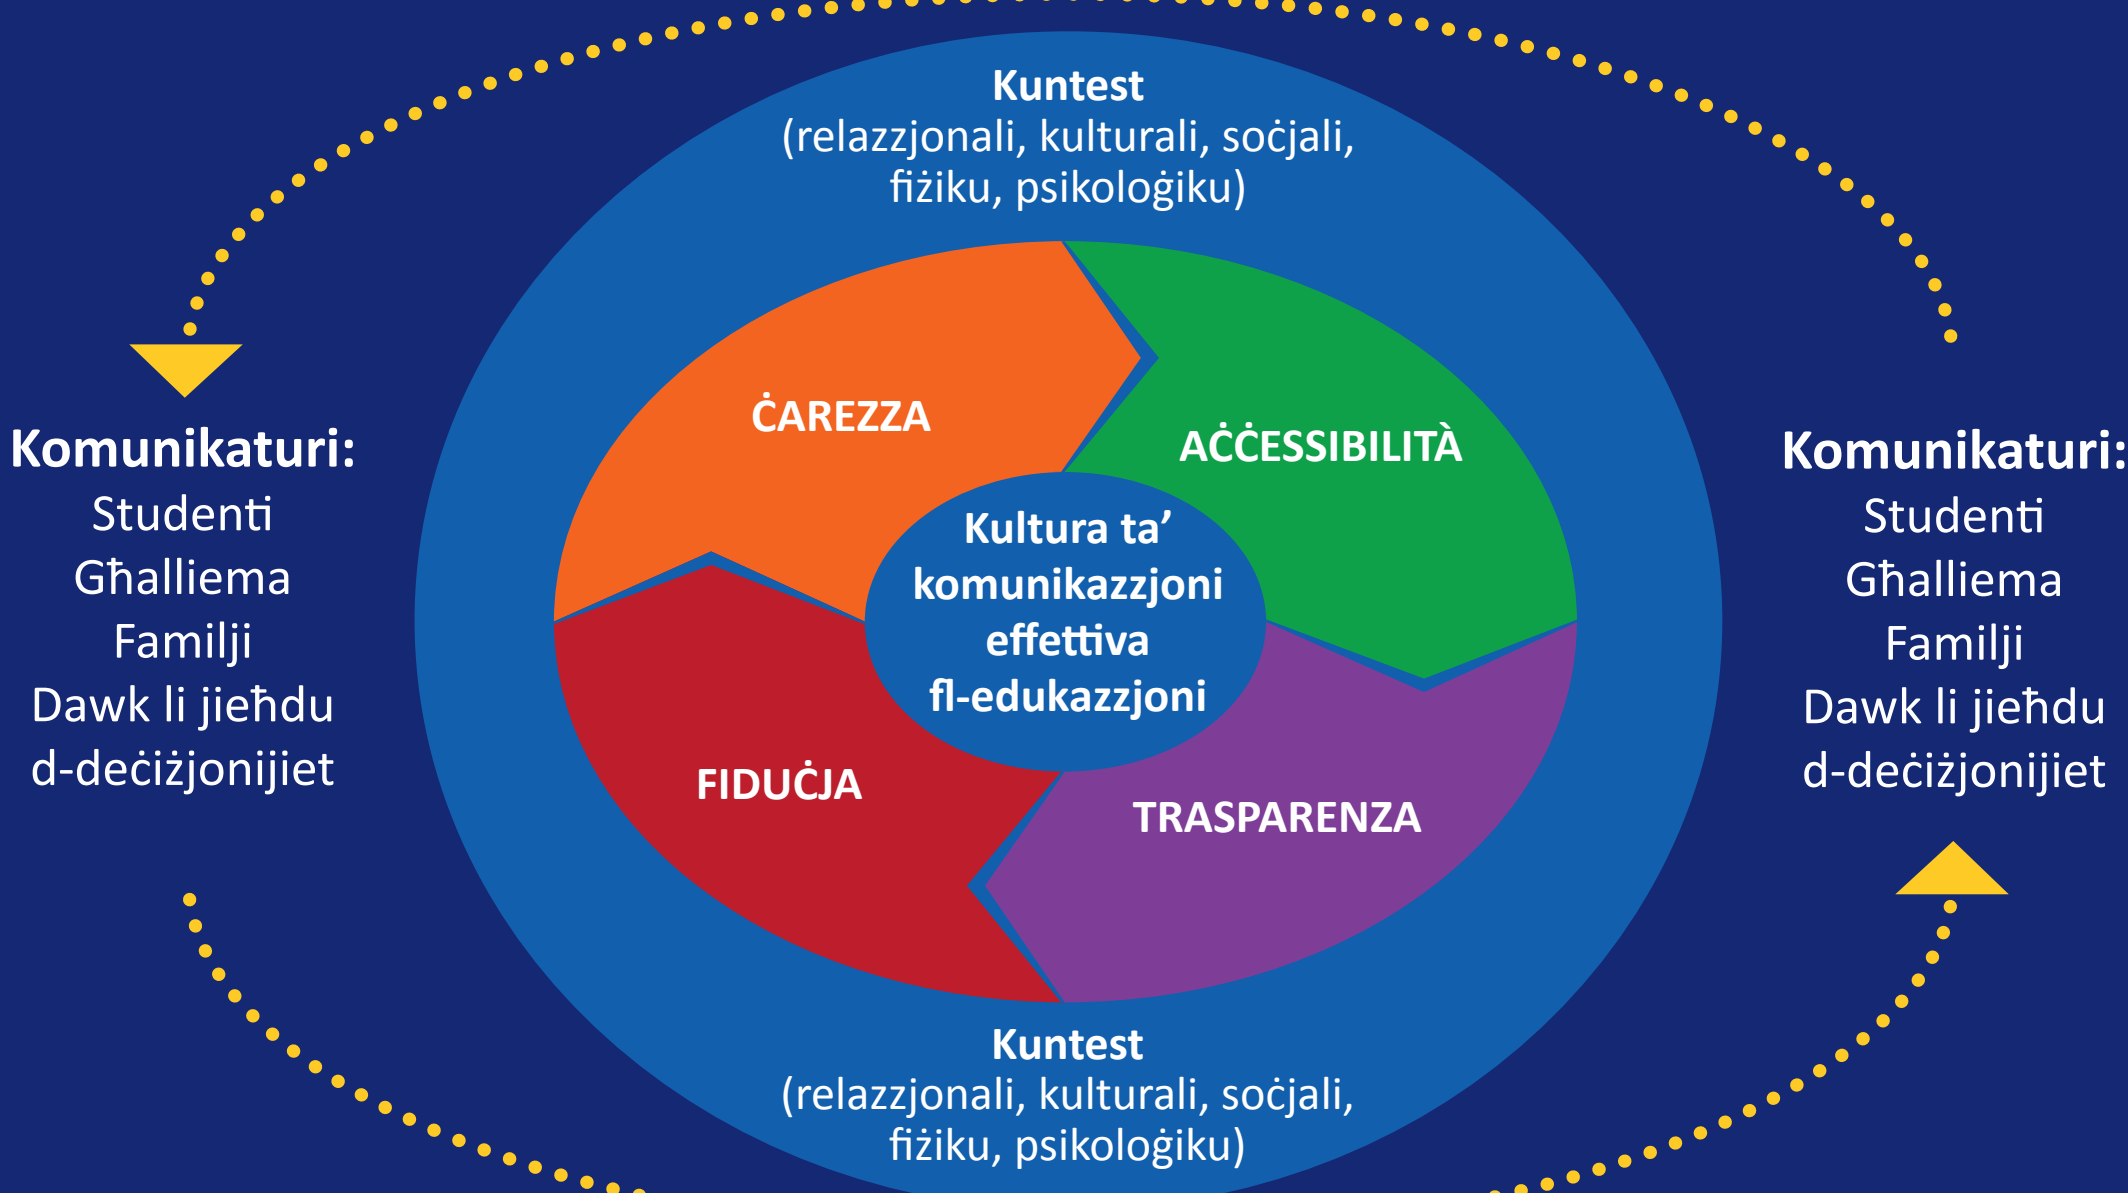 Kuntest
(relazzjonali, kulturali, soċjali,
fiżiku, psikoloġiku)
ĊAREZZA
AĊĊESSIBILITÀ
Kultura ta’
komunikazzjoni
effettiva
fl-edukazzjoni
FIDUĊJA
TRASPARENZA
Komunikaturi:
Studenti
Għalliema
Familji
Dawk li jieħdu
d-deċiżjonijiet
Komunikaturi:
Studenti
Għalliema
Familji
Dawk li jieħdu
d-deċiżjonijiet
Kuntest
(relazzjonali, kulturali, soċjali,
fiżiku, psikoloġiku)